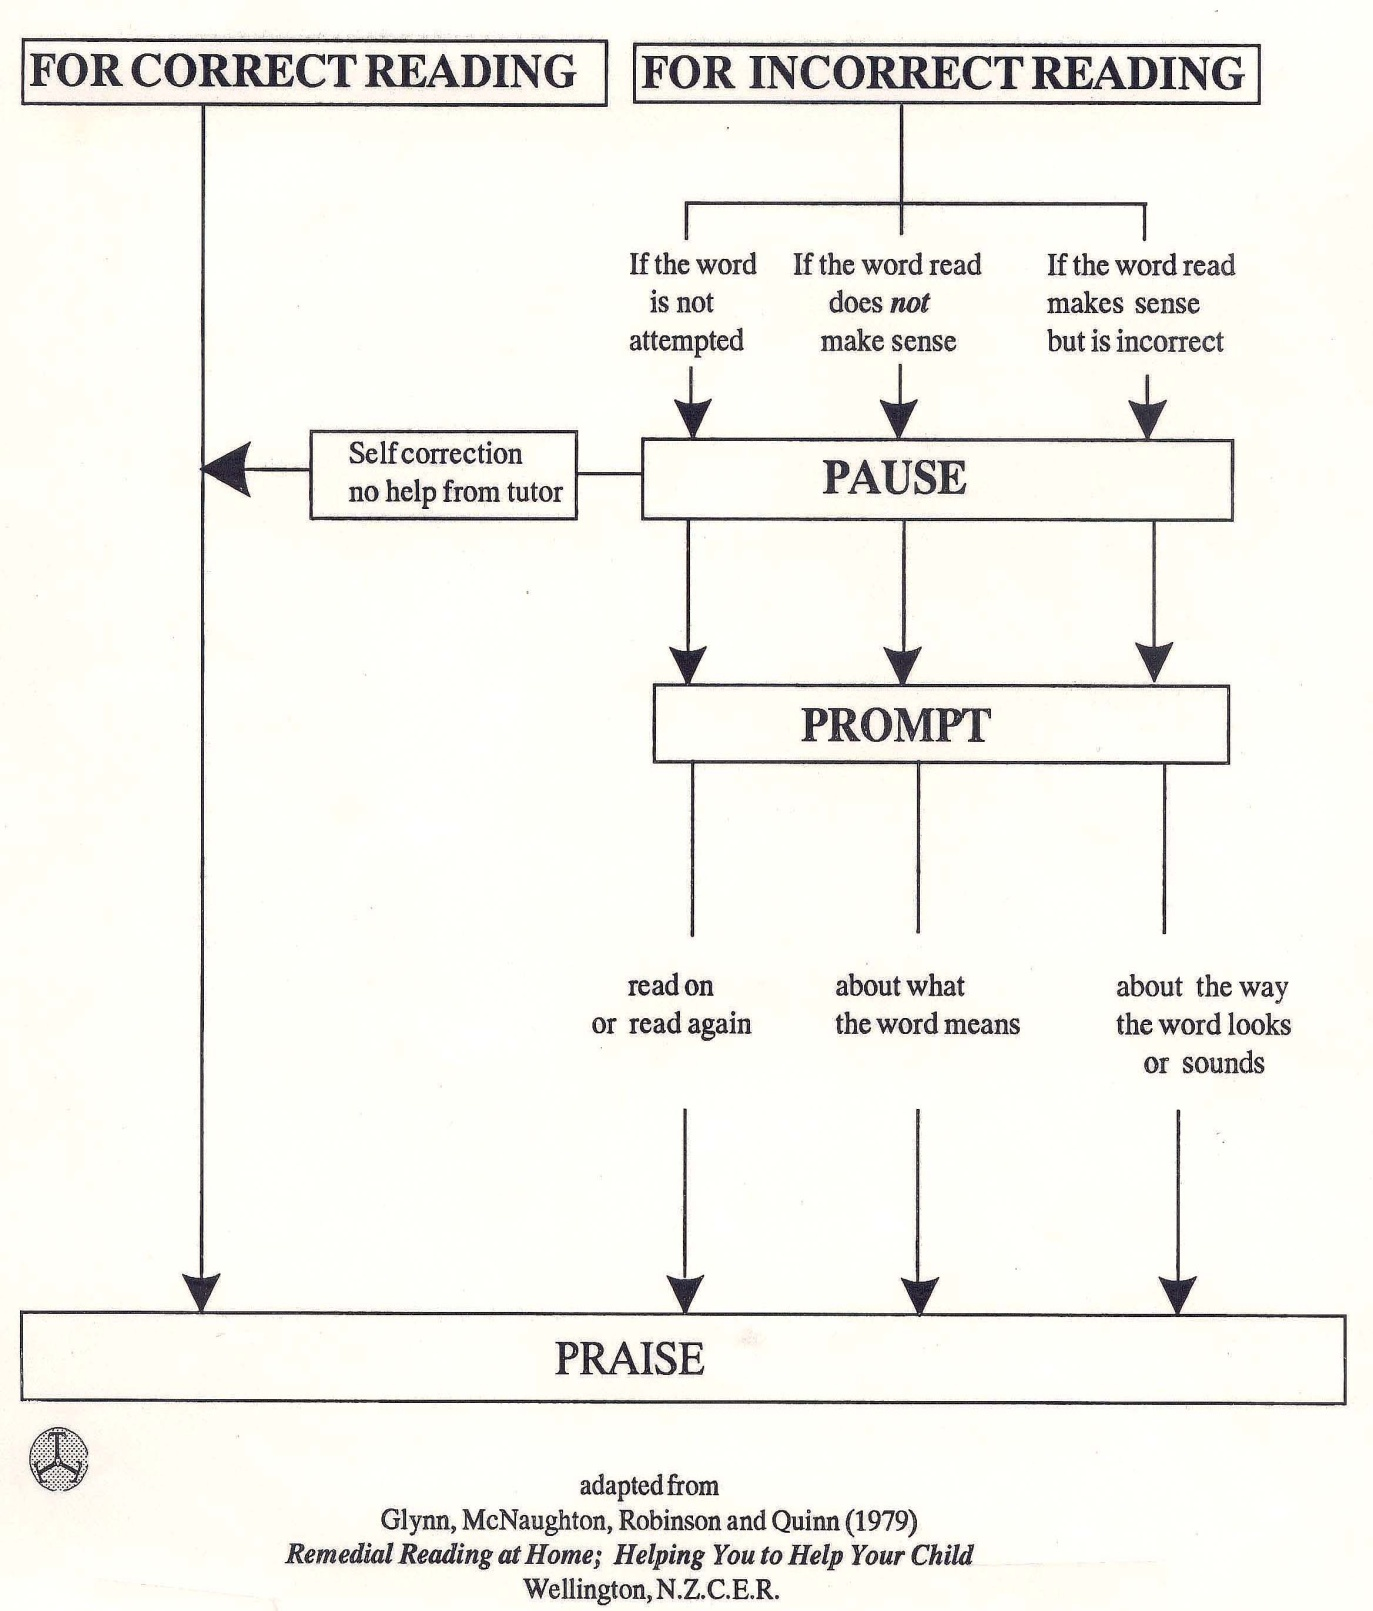 FOR CORRECT READING
FOR INCORRECT READING
If the word
is not
attempted
If the word read
does not
make sense
If the word read
makes sense
but is incorrect
Self correction
no help from tutor
PAUSE
PROMPT
read on
or read again
about what
the word means
about the way
the word looks
or sounds
PRAISE
adapted from
Glynn, McNaughton, Robinson and Quinn (1979)
Remedial Reading at Home; Helping You to Help Your Child
Wellington, N.Z.C.E.R.